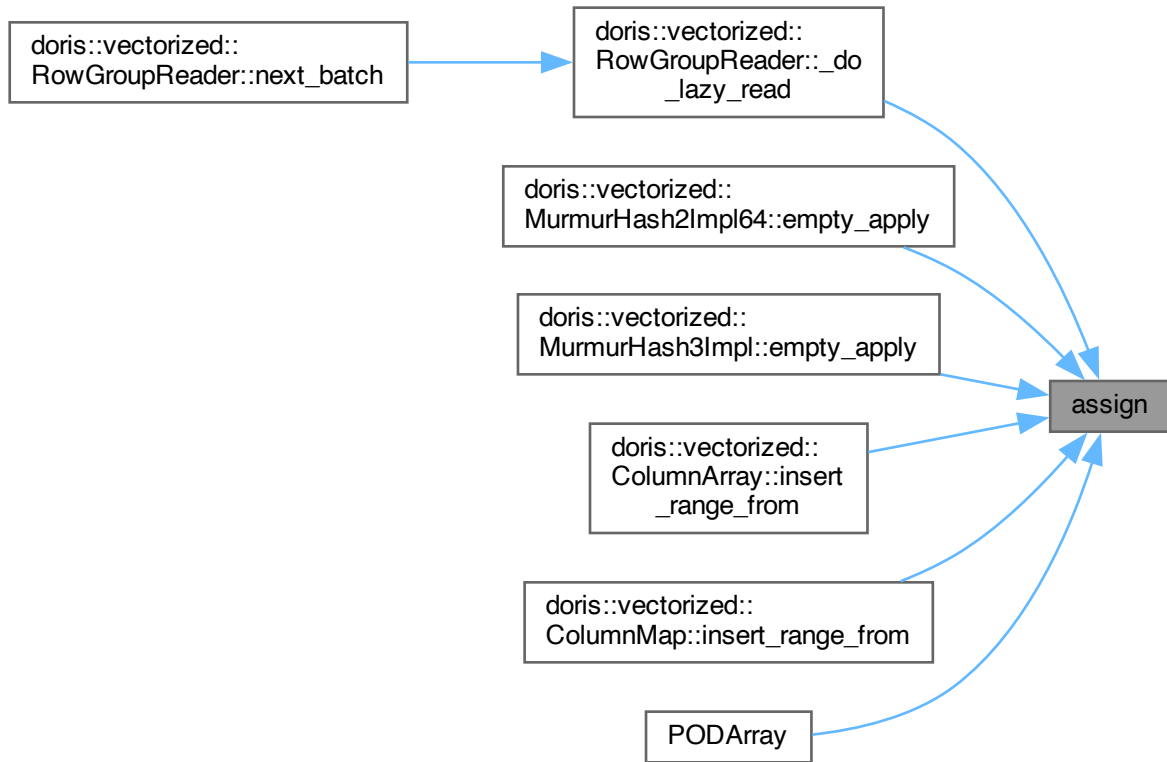 doris::vectorized::
RowGroupReader::next_batch
doris::vectorized::
RowGroupReader::_do
_lazy_read
doris::vectorized::
MurmurHash2Impl64::empty_apply
doris::vectorized::
MurmurHash3Impl::empty_apply
assign
doris::vectorized::
ColumnArray::insert
_range_from
doris::vectorized::
ColumnMap::insert_range_from
PODArray